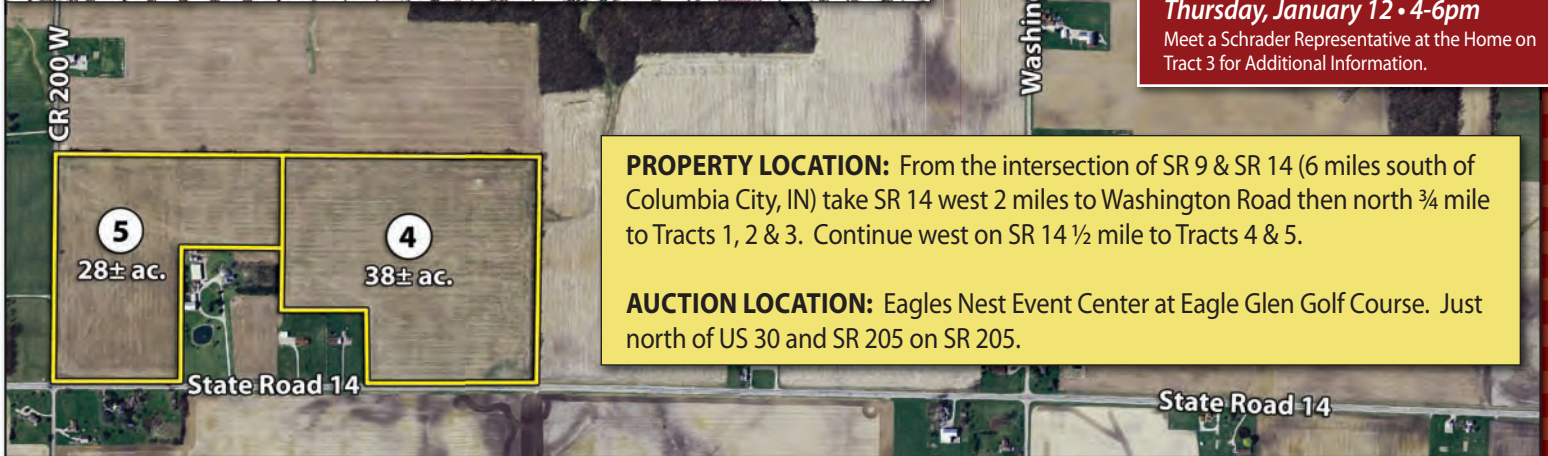 Thursday, January 12 • 4-6pm
Meet a Schrader Representative at the Home on
Tract 3 for Additional Information.
CR 200 W
5
28± ac.
4
38± ac.
PROPERTY LOCATION: From the intersection of SR 9 & SR 14 (6 miles south of
Columbia City, IN) take SR 14 west 2 miles to Washington Road then north ¾ mile
to Tracts 1, 2 & 3. Continue west on SR 14 ½ mile to Tracts 4 & 5.
AUCTION LOCATION: Eagles Nest Event Center at Eagle Glen Golf Course. Just
north of US 30 and SR 205 on SR 205.
State Road 14
State Road 14